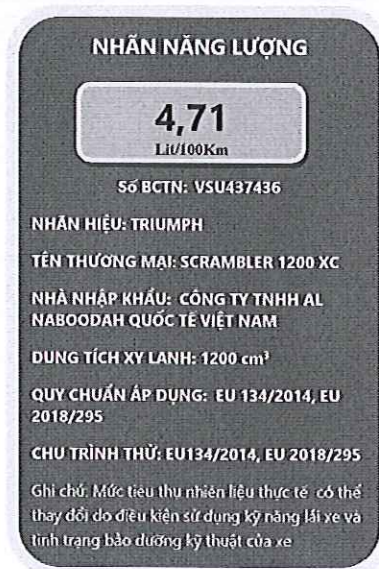 NHÃN NĂNG LƯỢNG
4,71
Lit/100Km
Số BCTN: VSU437436
NHÃN HIỆU: TRIUMPH
TÊN THƯƠNG MẠI: SCRAMBLER 1200 XC
NHÀ NHẬP KHẨU: CÔNG TY TNHH AL
NABOODAH QUỐC TẾ VIỆT NAM
DUNG TÍCH XY LANH: 1200 cm³
QUY CHUẨN ÁP DỤNG: EU 134/2014, EU
2018/295
CHU TRÌNH THỬ: EU134/2014, EU 2018/295
Ghi chú: Mức tiêu thụ nhiên liệu thực tế có thể
thay đổi do điều kiện sử dụng kỹ năng lái xe và
tình trạng bảo dưỡng kỹ thuật của xe